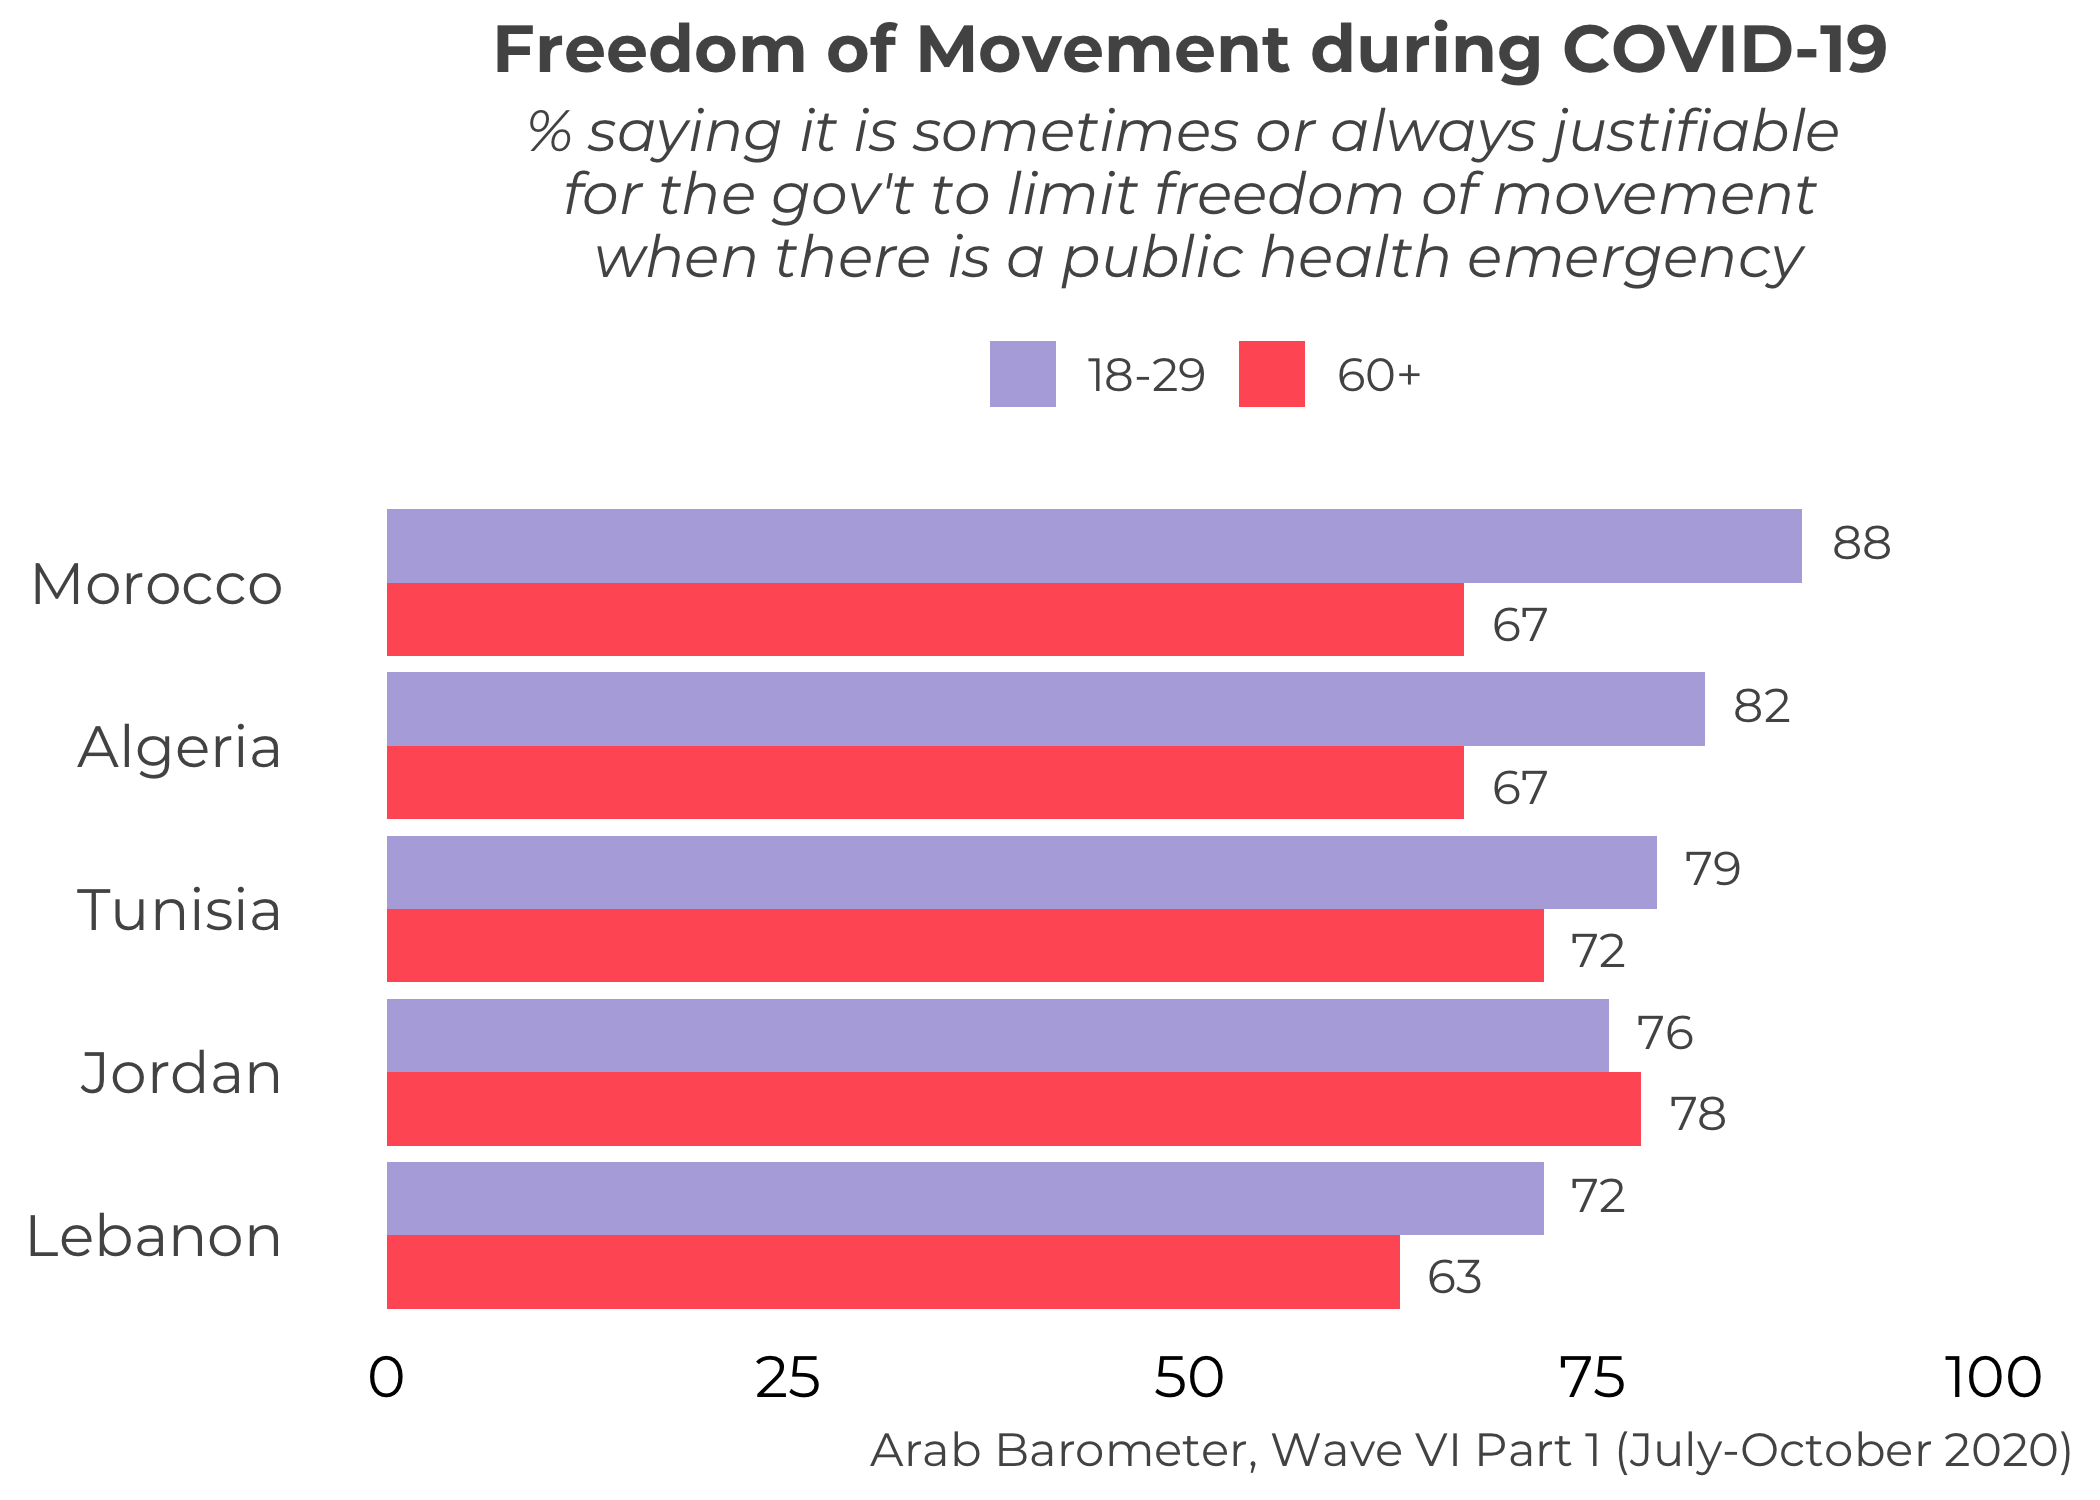 Freedom of Movement during COVID-19
% saying it is sometimes or always justifiable
for the gov't to limit freedom of movement
when there is a public health emergency
18-29 60+
Morocco
88
67
Algeria
82
67
Tunisia
79
72
Jordan
76
78
Lebanon
72
63
0 25 50 75 100
Arab Barometer, Wave VI Part 1 (July-October 2020)